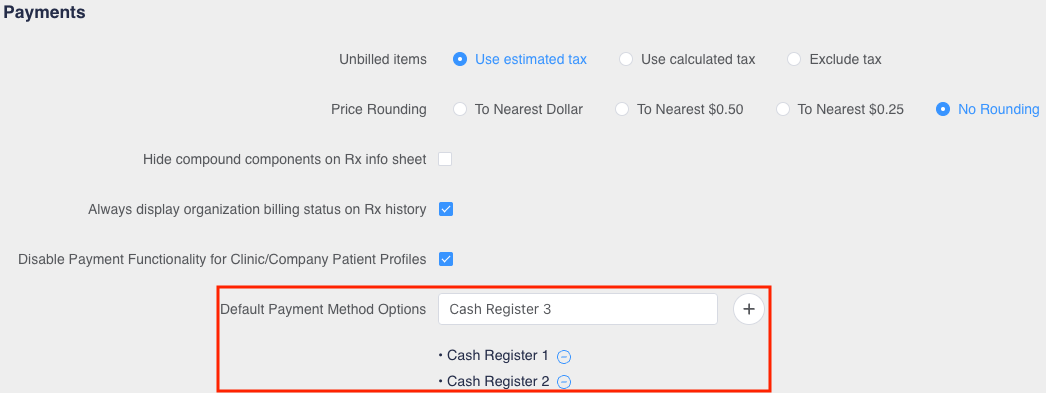 Payments
Unbilled items Use estimated tax Use calculated tax Exclude tax
Price Rounding To Nearest Dollar To Nearest $0.50 To Nearest $0.25 No Rounding
Hide compound components on Rx info sheet
Always display organization billing status on Rx history
Disable Payment Functionality for Clinic/Company Patient Profiles
Default Payment Method Options Cash Register 3 +
• Cash Register 1
• Cash Register 2